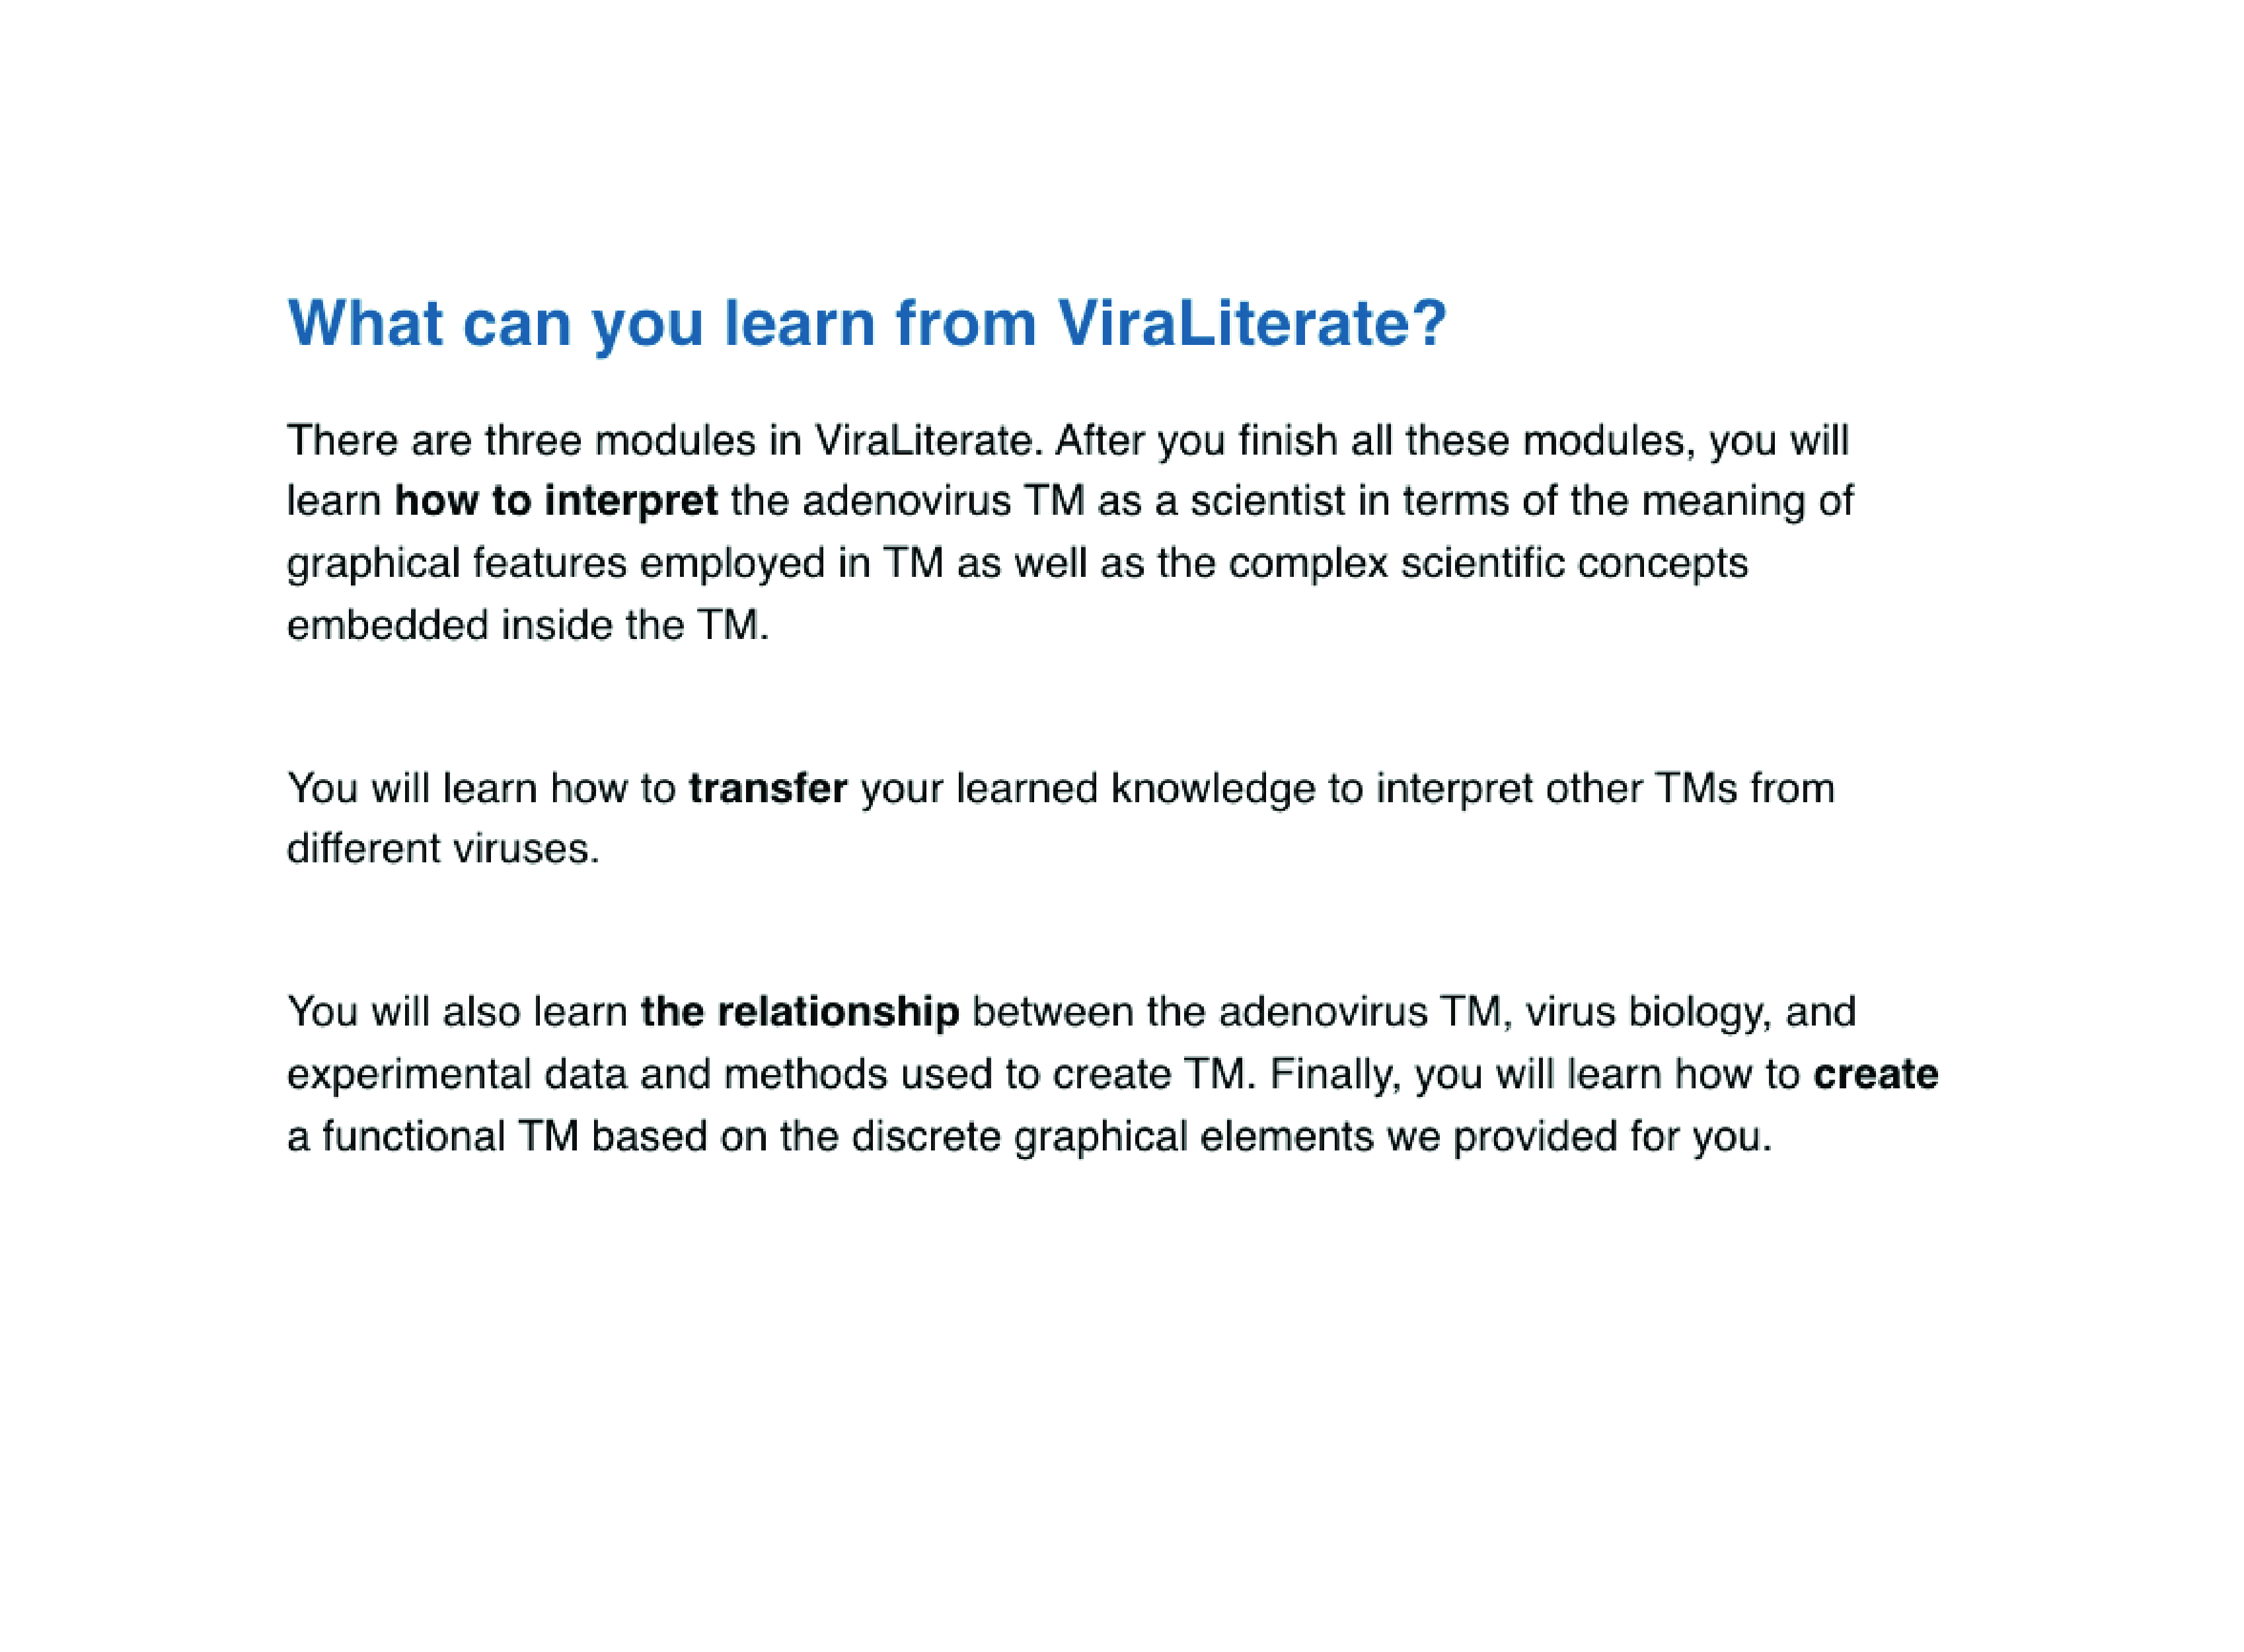 What can you learn from ViraLiterate?
There are three modules in ViraLiterate. After you finish all these modules, you will
learn how to interpret the adenovirus TM as a scientist in terms of the meaning of
graphical features employed in TM as well as the complex scientific concepts
embedded inside the TM.
You will learn how to transfer your learned knowledge to interpret other TMs from
different viruses.
You will also learn the relationship between the adenovirus TM, virus biology, and
experimental data and methods used to create TM. Finally, you will learn how to create
a functional TM based on the discrete graphical elements we provided for you.